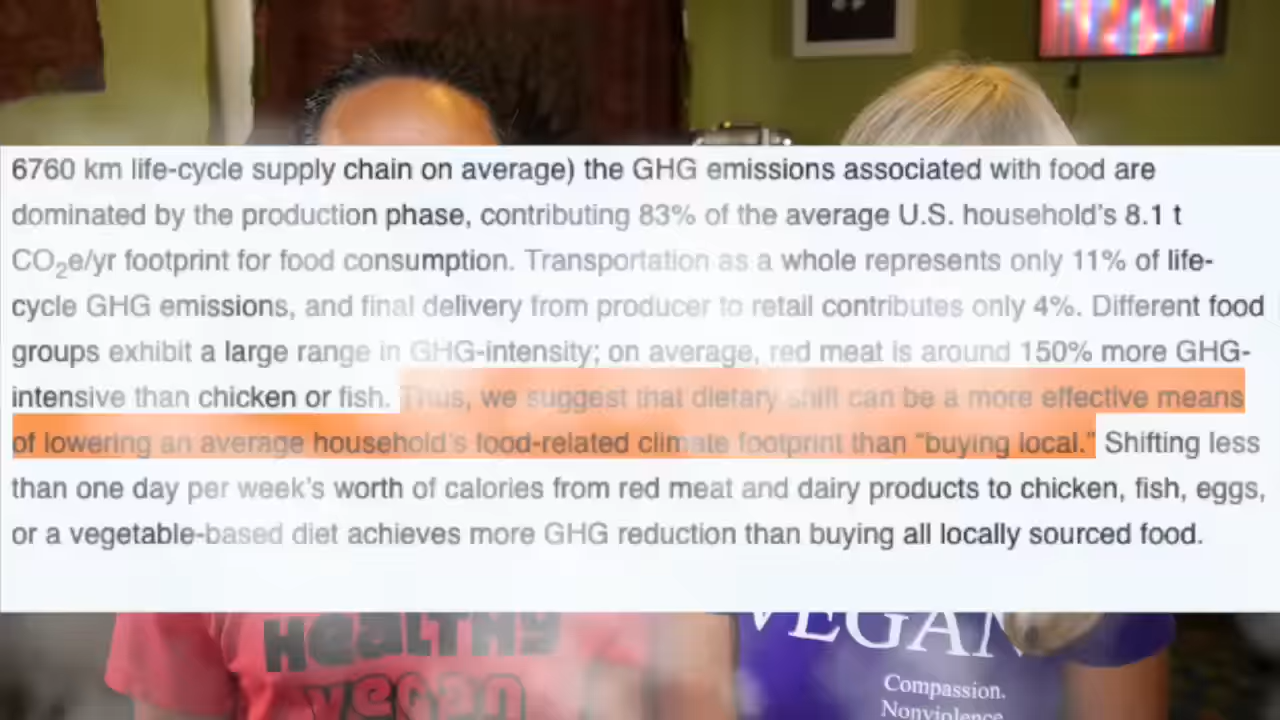 6760 km life-cycle supply chain on average) the GHG emissions associated with food are
dominated by the production phase, contributing 83% of the average U.S. household's 8.1 t
CO₂e/yr footprint for food consumption. Transportation as a whole represents only 11% of life-
cycle GHG emissions, and final delivery from producer to retail contributes only 4%. Different food
groups exhibit a large range in GHG-intensity; on average, red meat is around 150% more GHG-
intensive than chicken or fish. Thus, we suggest that dietary shift can be a more effective means
of lowering an average household's food-related climate footprint than "buying local." Shifting less
than one day per week's worth of calories from red meat and dairy products to chicken, fish, eggs,
or a vegetable-based diet achieves more GHG reduction than buying all locally sourced food.
HEALTHY
vegan
VEGAN
Compassion.
Nonviolence